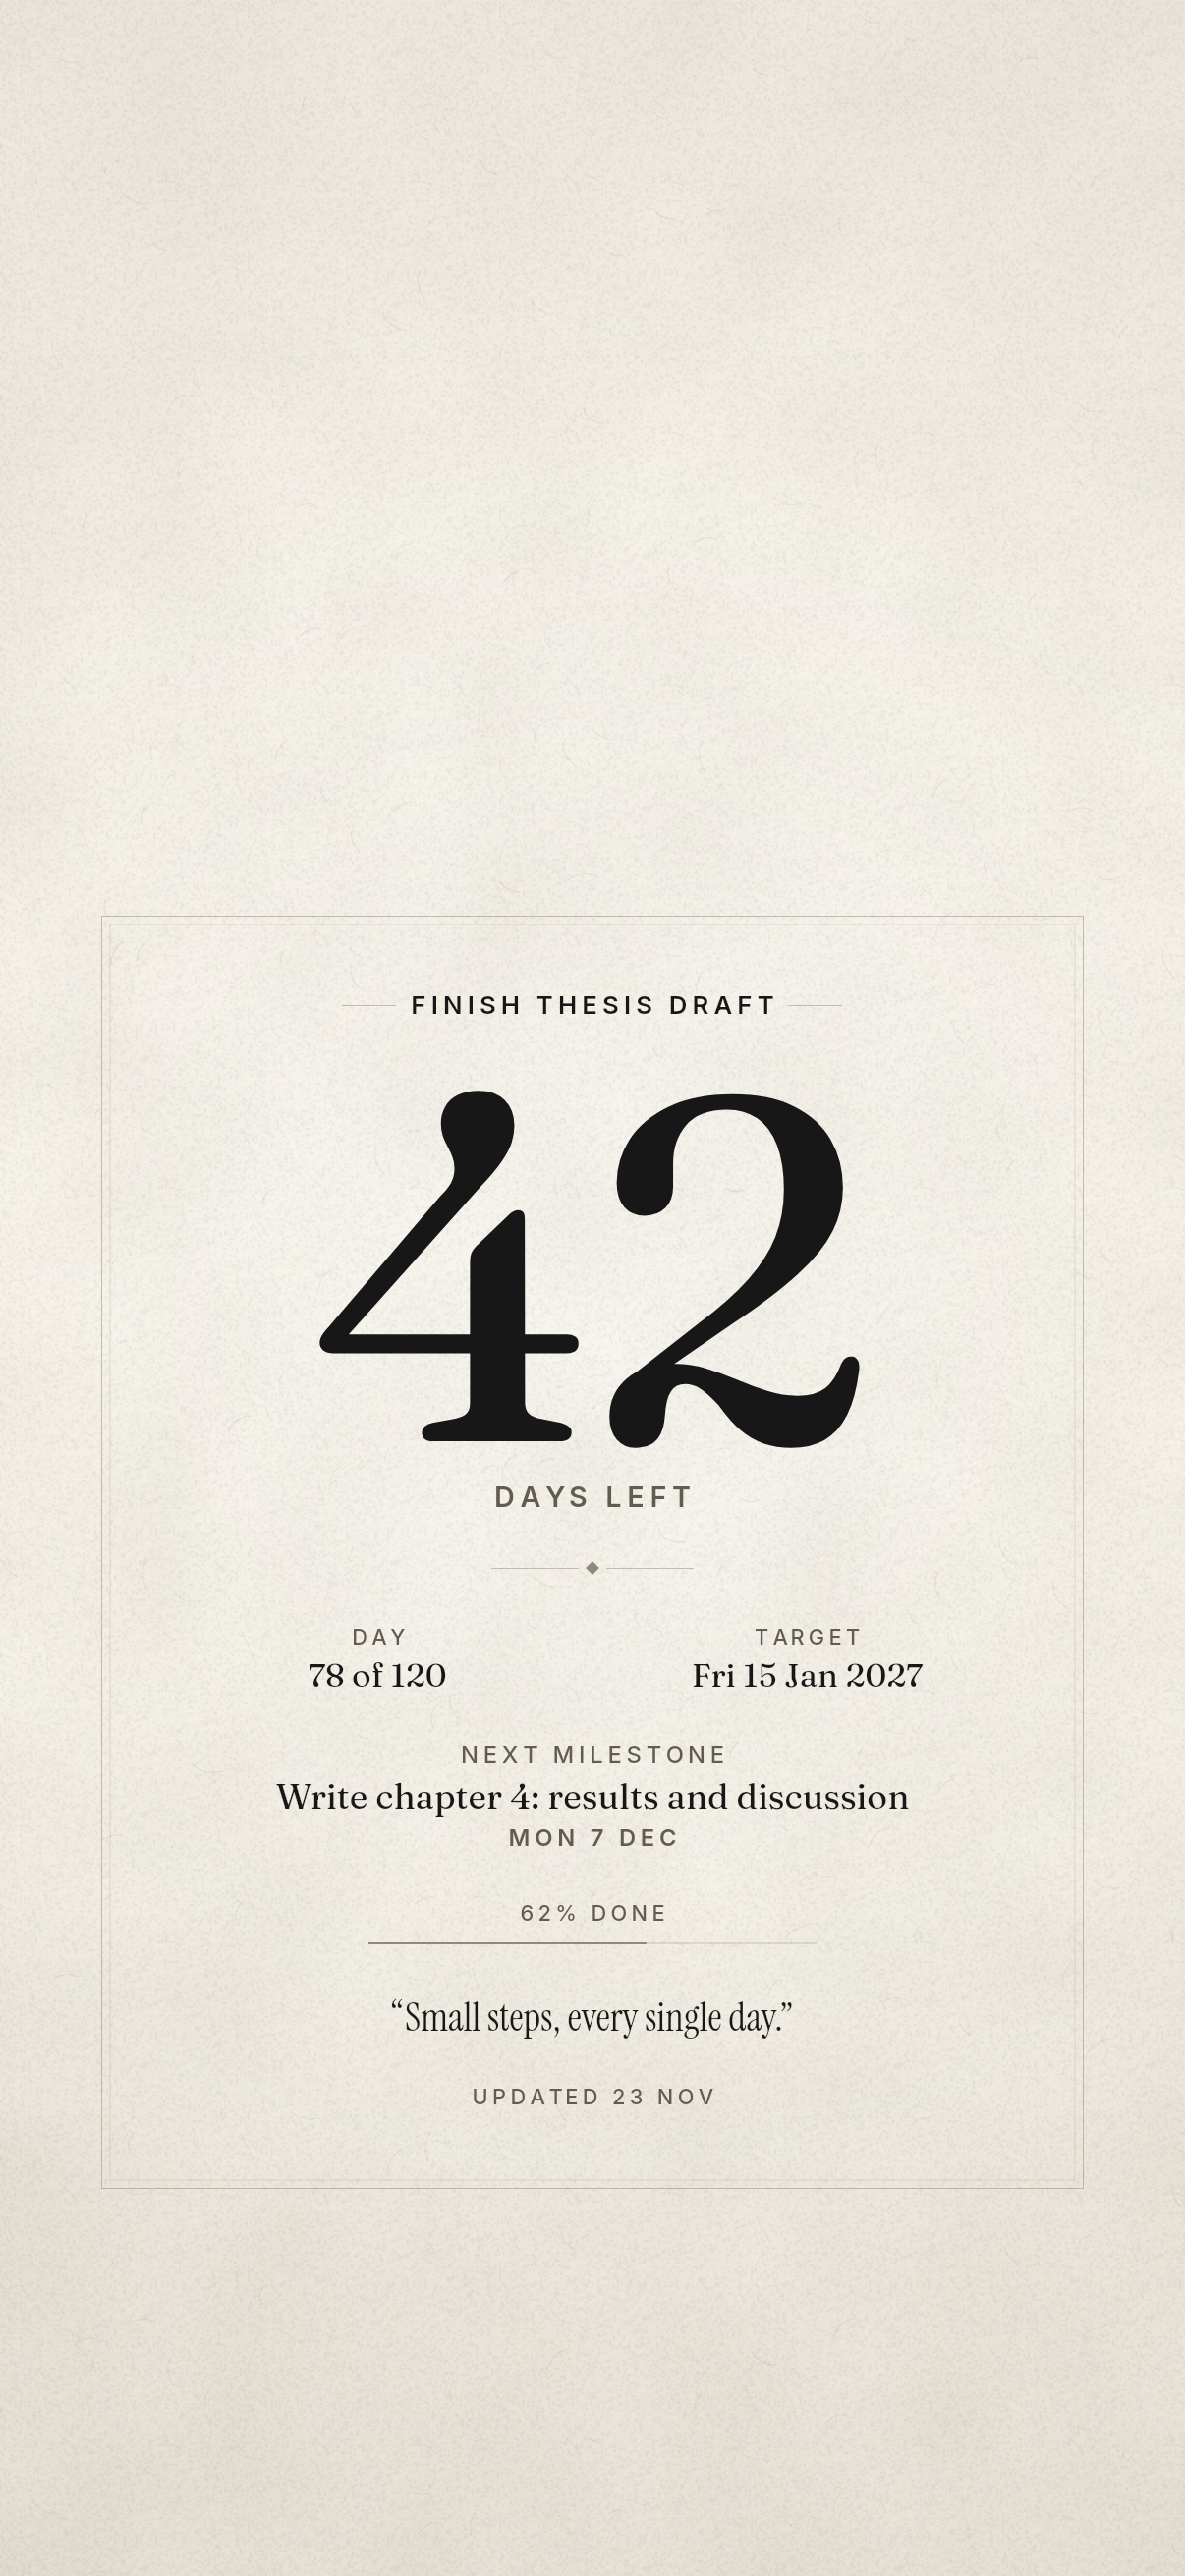 FINISH THESIS DRAFT
42
DAYS LEFT
DAY
78 of 120
TARGET
Fri 15 Jan 2027
NEXT MILESTONE
Write chapter 4: results and discussion
MON 7 DEC
62% DONE
“Small steps, every single day.”
UPDATED 23 NOV